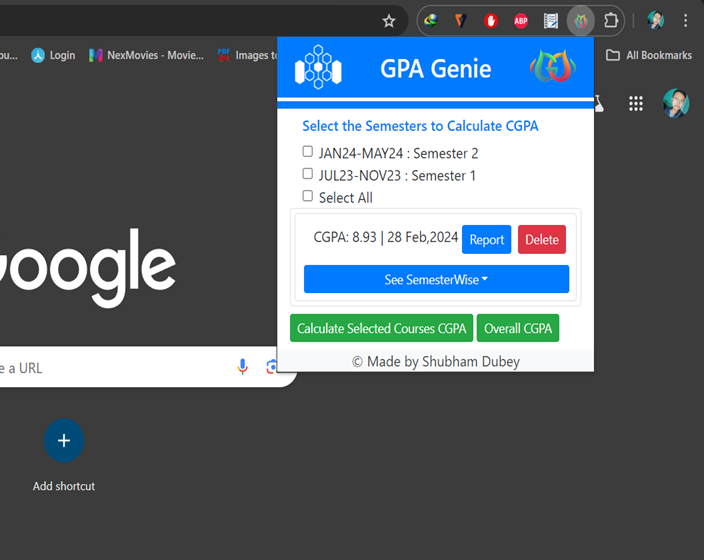 ou...
Login
NexMovies - Movie...
PDF
Images to
All Bookmarks
ABP
GPA Genie
Select the Semesters to Calculate CGPA
JAN24-MAY24 : Semester 2
JUL23-NOV23 : Semester 1
Select All
CGPA: 8.93 | 28 Feb,2024
Report
Delete
See SemesterWise
Calculate Selected Courses CGPA
Overall CGPA
© Made by Shubham Dubey
oogle
e a URL
Add shortcut